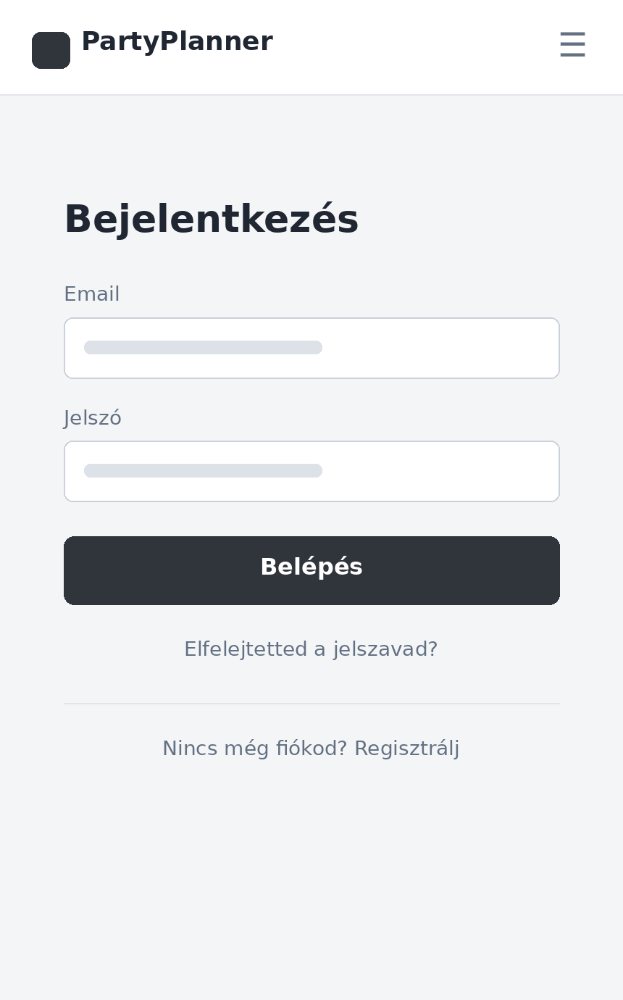 PartyPlanner
Bejelentkezés
Email
Jelszó
Belépés
Elfelejtetted a jelszavad?
Nincs még fiókod? Regisztrálj